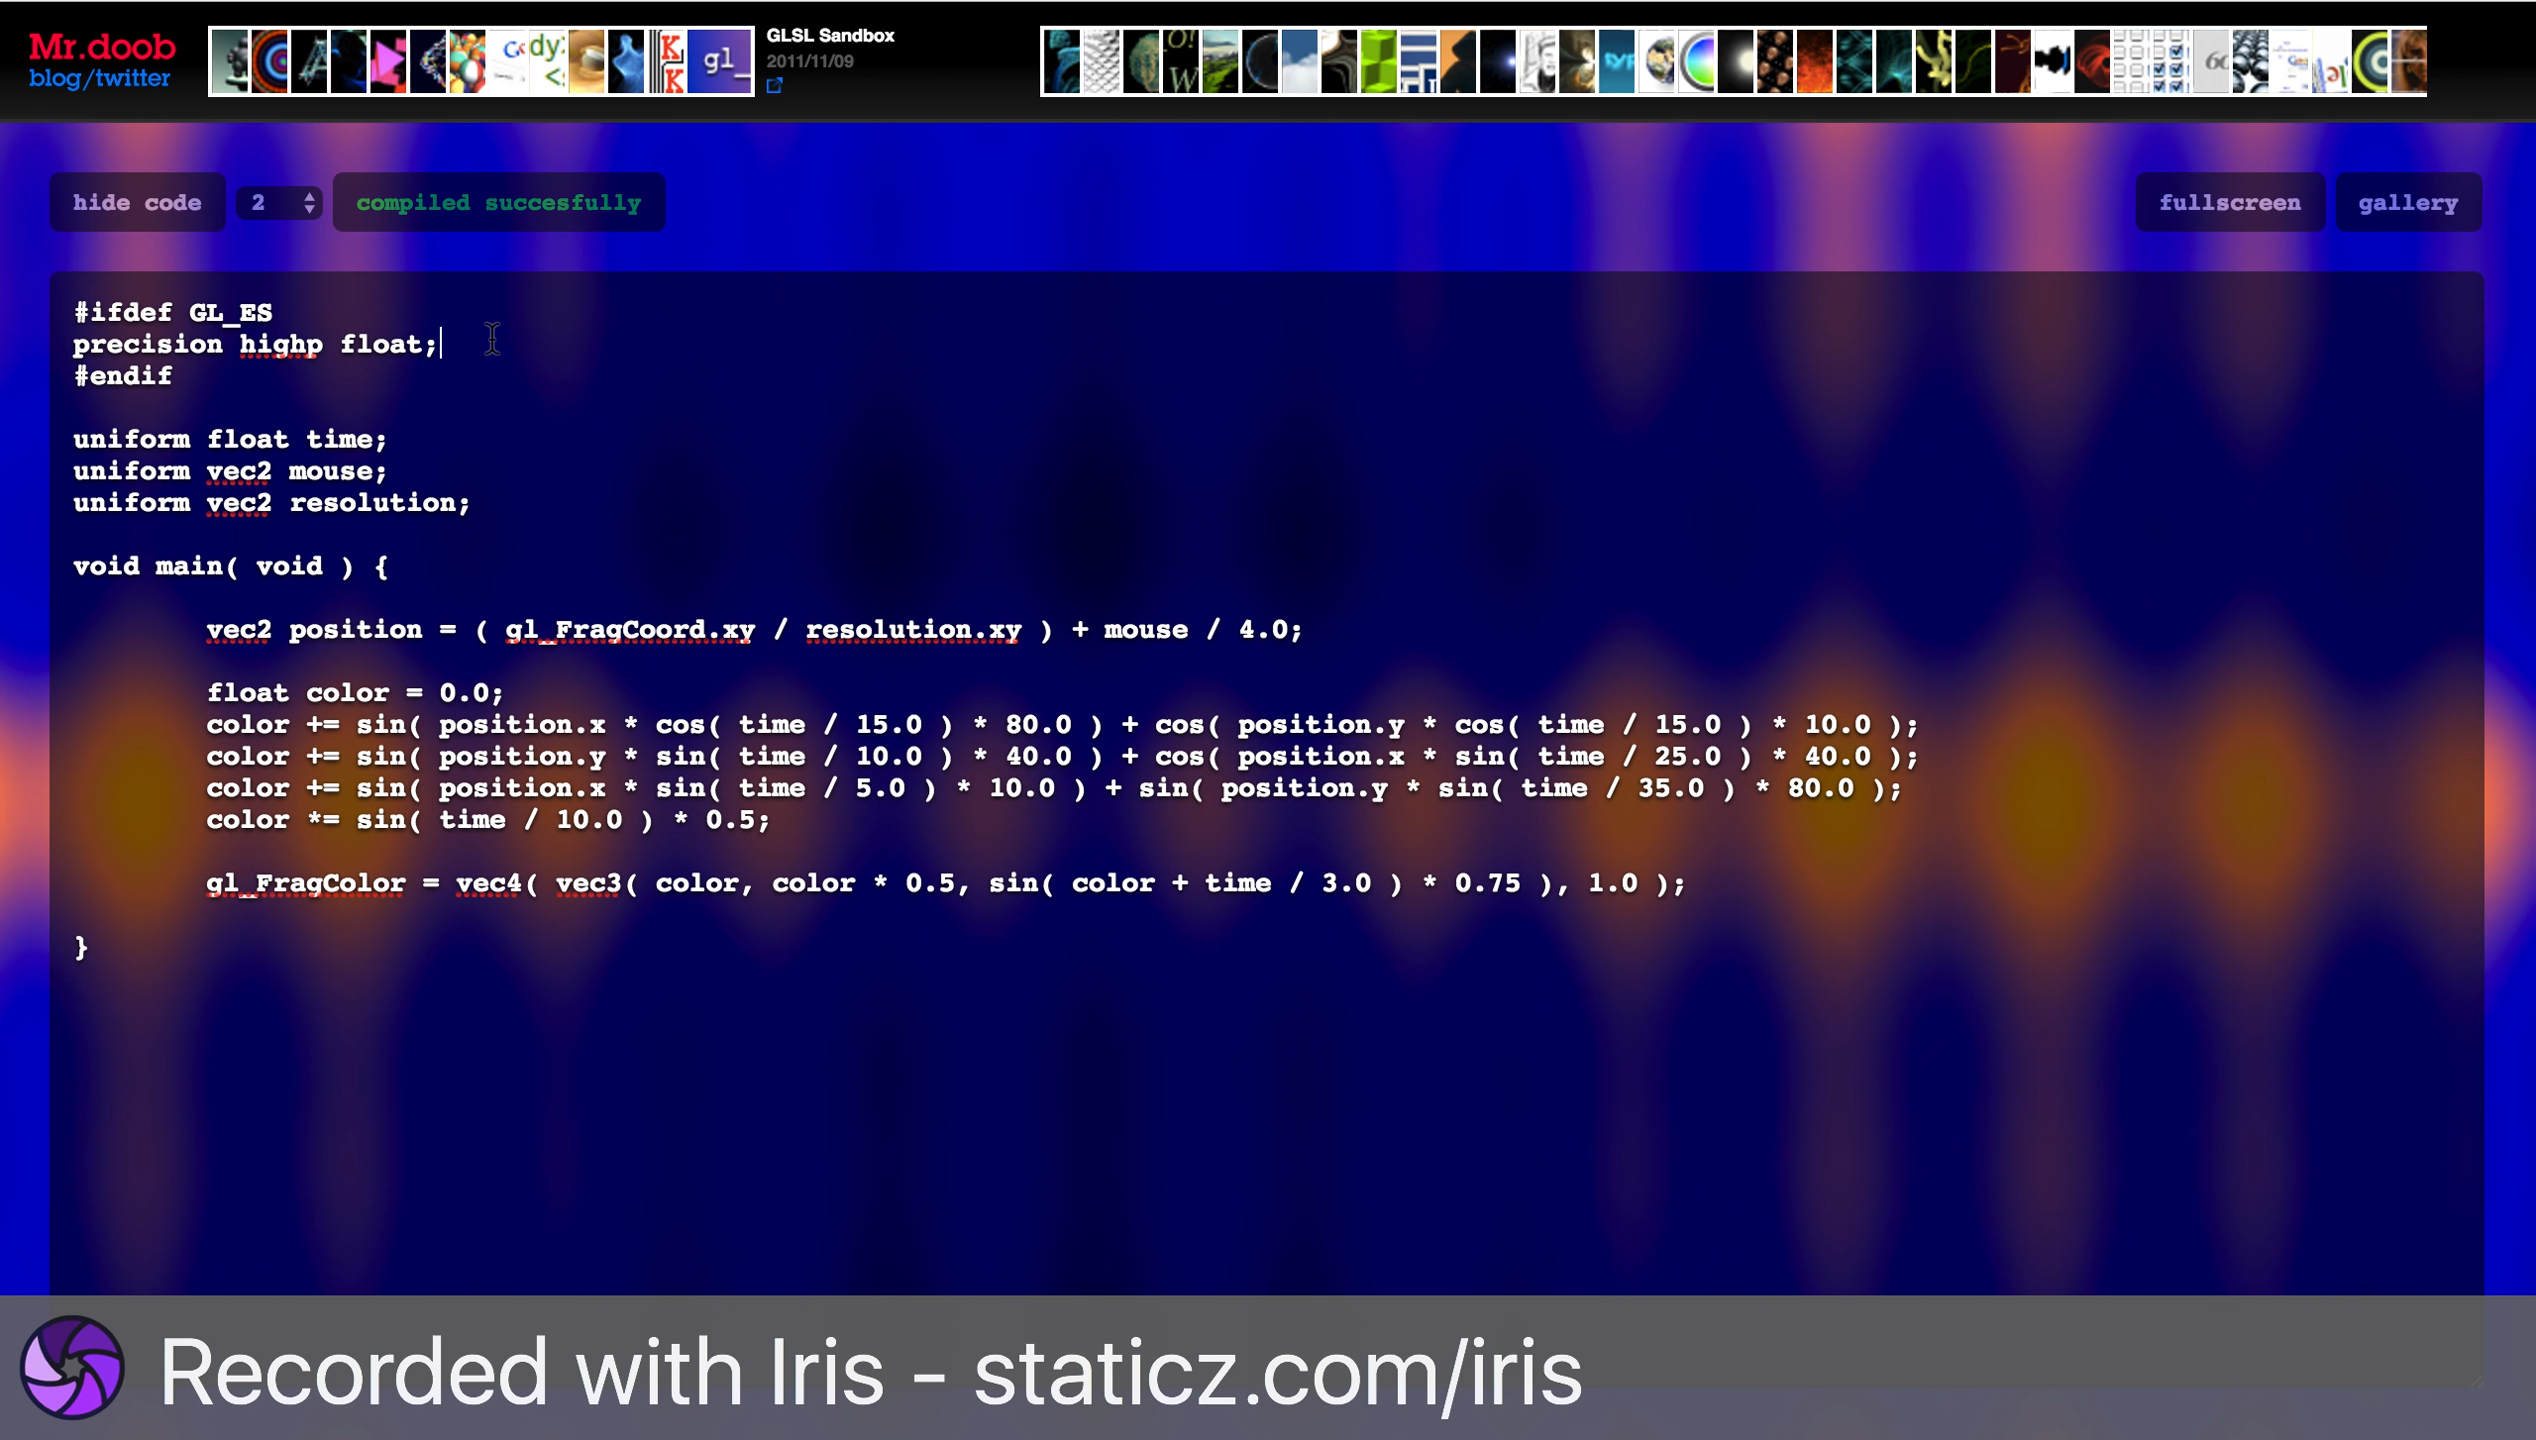 Mr.doob
blog/twitter
GLSL Sandbox
2011/11/09
hide code
2
compiled succesfully
fullscreen
gallery
#ifdef GL_ES
precision highp float;
#endif
uniform float time;
uniform vec2 mouse;
uniform vec2 resolution;
void main( void ) {
vec2 position = ( gl_FragCoord.xy / resolution.xy ) + mouse / 4.0;
float color = 0.0;
color += sin( position.x * cos( time / 15.0 ) * 80.0 ) + cos( position.y * cos( time / 15.0 ) * 10.0 );
color += sin( position.y * sin( time / 10.0 ) * 40.0 ) + cos( position.x * sin( time / 25.0 ) * 40.0 );
color += sin( position.x * sin( time / 5.0 ) * 10.0 ) + sin( position.y * sin( time / 35.0 ) * 80.0 );
color *= sin( time / 10.0 ) * 0.5;
gl_FragColor = vec4( vec3( color, color * 0.5, sin( color + time / 3.0 ) * 0.75 ), 1.0 );
}
Recorded with Iris - staticz.com/iris